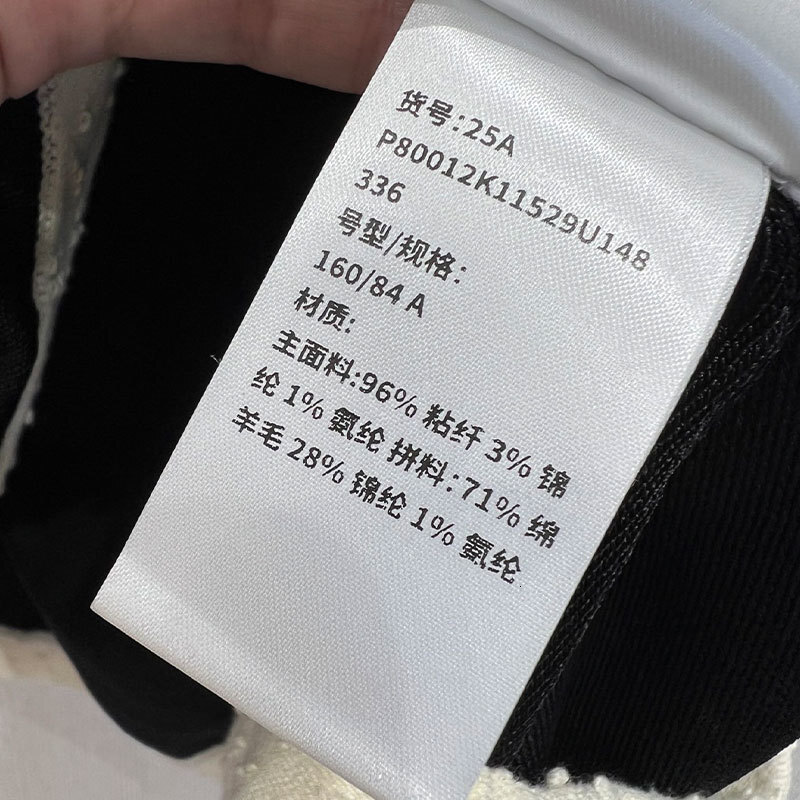 货号:25A
P80012K11529U148
336
号型/规格:
160/84 A
材质:
主面料:96% 粘纤 3% 锦
纶 1% 氨纶 拼料:71% 绵
羊毛 28% 锦纶 1% 氨纶